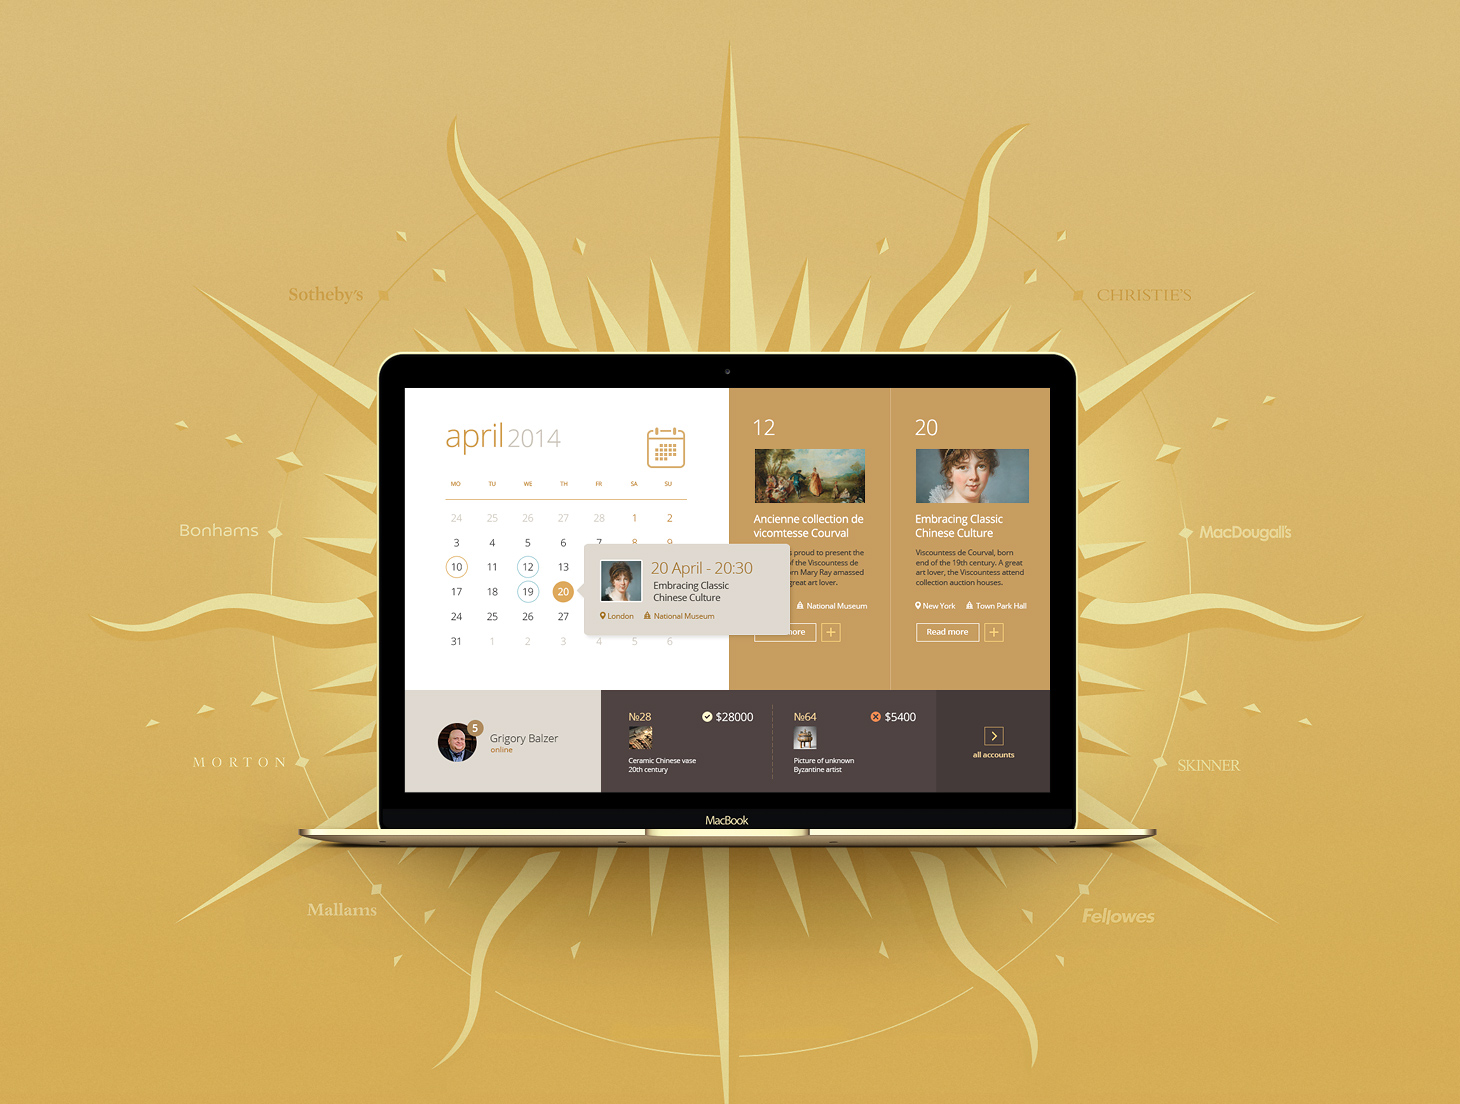 Sotheby's
CHRISTIE'S
Bonhams
MacDougall's
MORTON
SKINNER
Mallams
Fellowes
april 2014
MO TU WE TH FR SA SU
24 25 26 27 28 1 2
3 4 5 6 7 8 9
10 11 12 13
17 18 19 20
24 25 26 27
31 1 2 3 4 5 6
20 April - 20:30
Embracing Classic
Chinese Culture
London National Museum
12
Ancienne collection de
vicomtesse Courval
s proud to present the
of the Viscountess de
rn Mary Ray amassed
great art lover.
National Museum
ore
+
20
Embracing Classic
Chinese Culture
Viscountess de Courval, born
end of the 19th century. A great
art lover, the Viscountess attend
collection auction houses.
New York Town Park Hall
Read more
+
5
Grigory Balzer
online
№28 $28000
Ceramic Chinese vase
20th century
№64 $5400
Picture of unknown
Byzantine artist
all accounts
MacBook